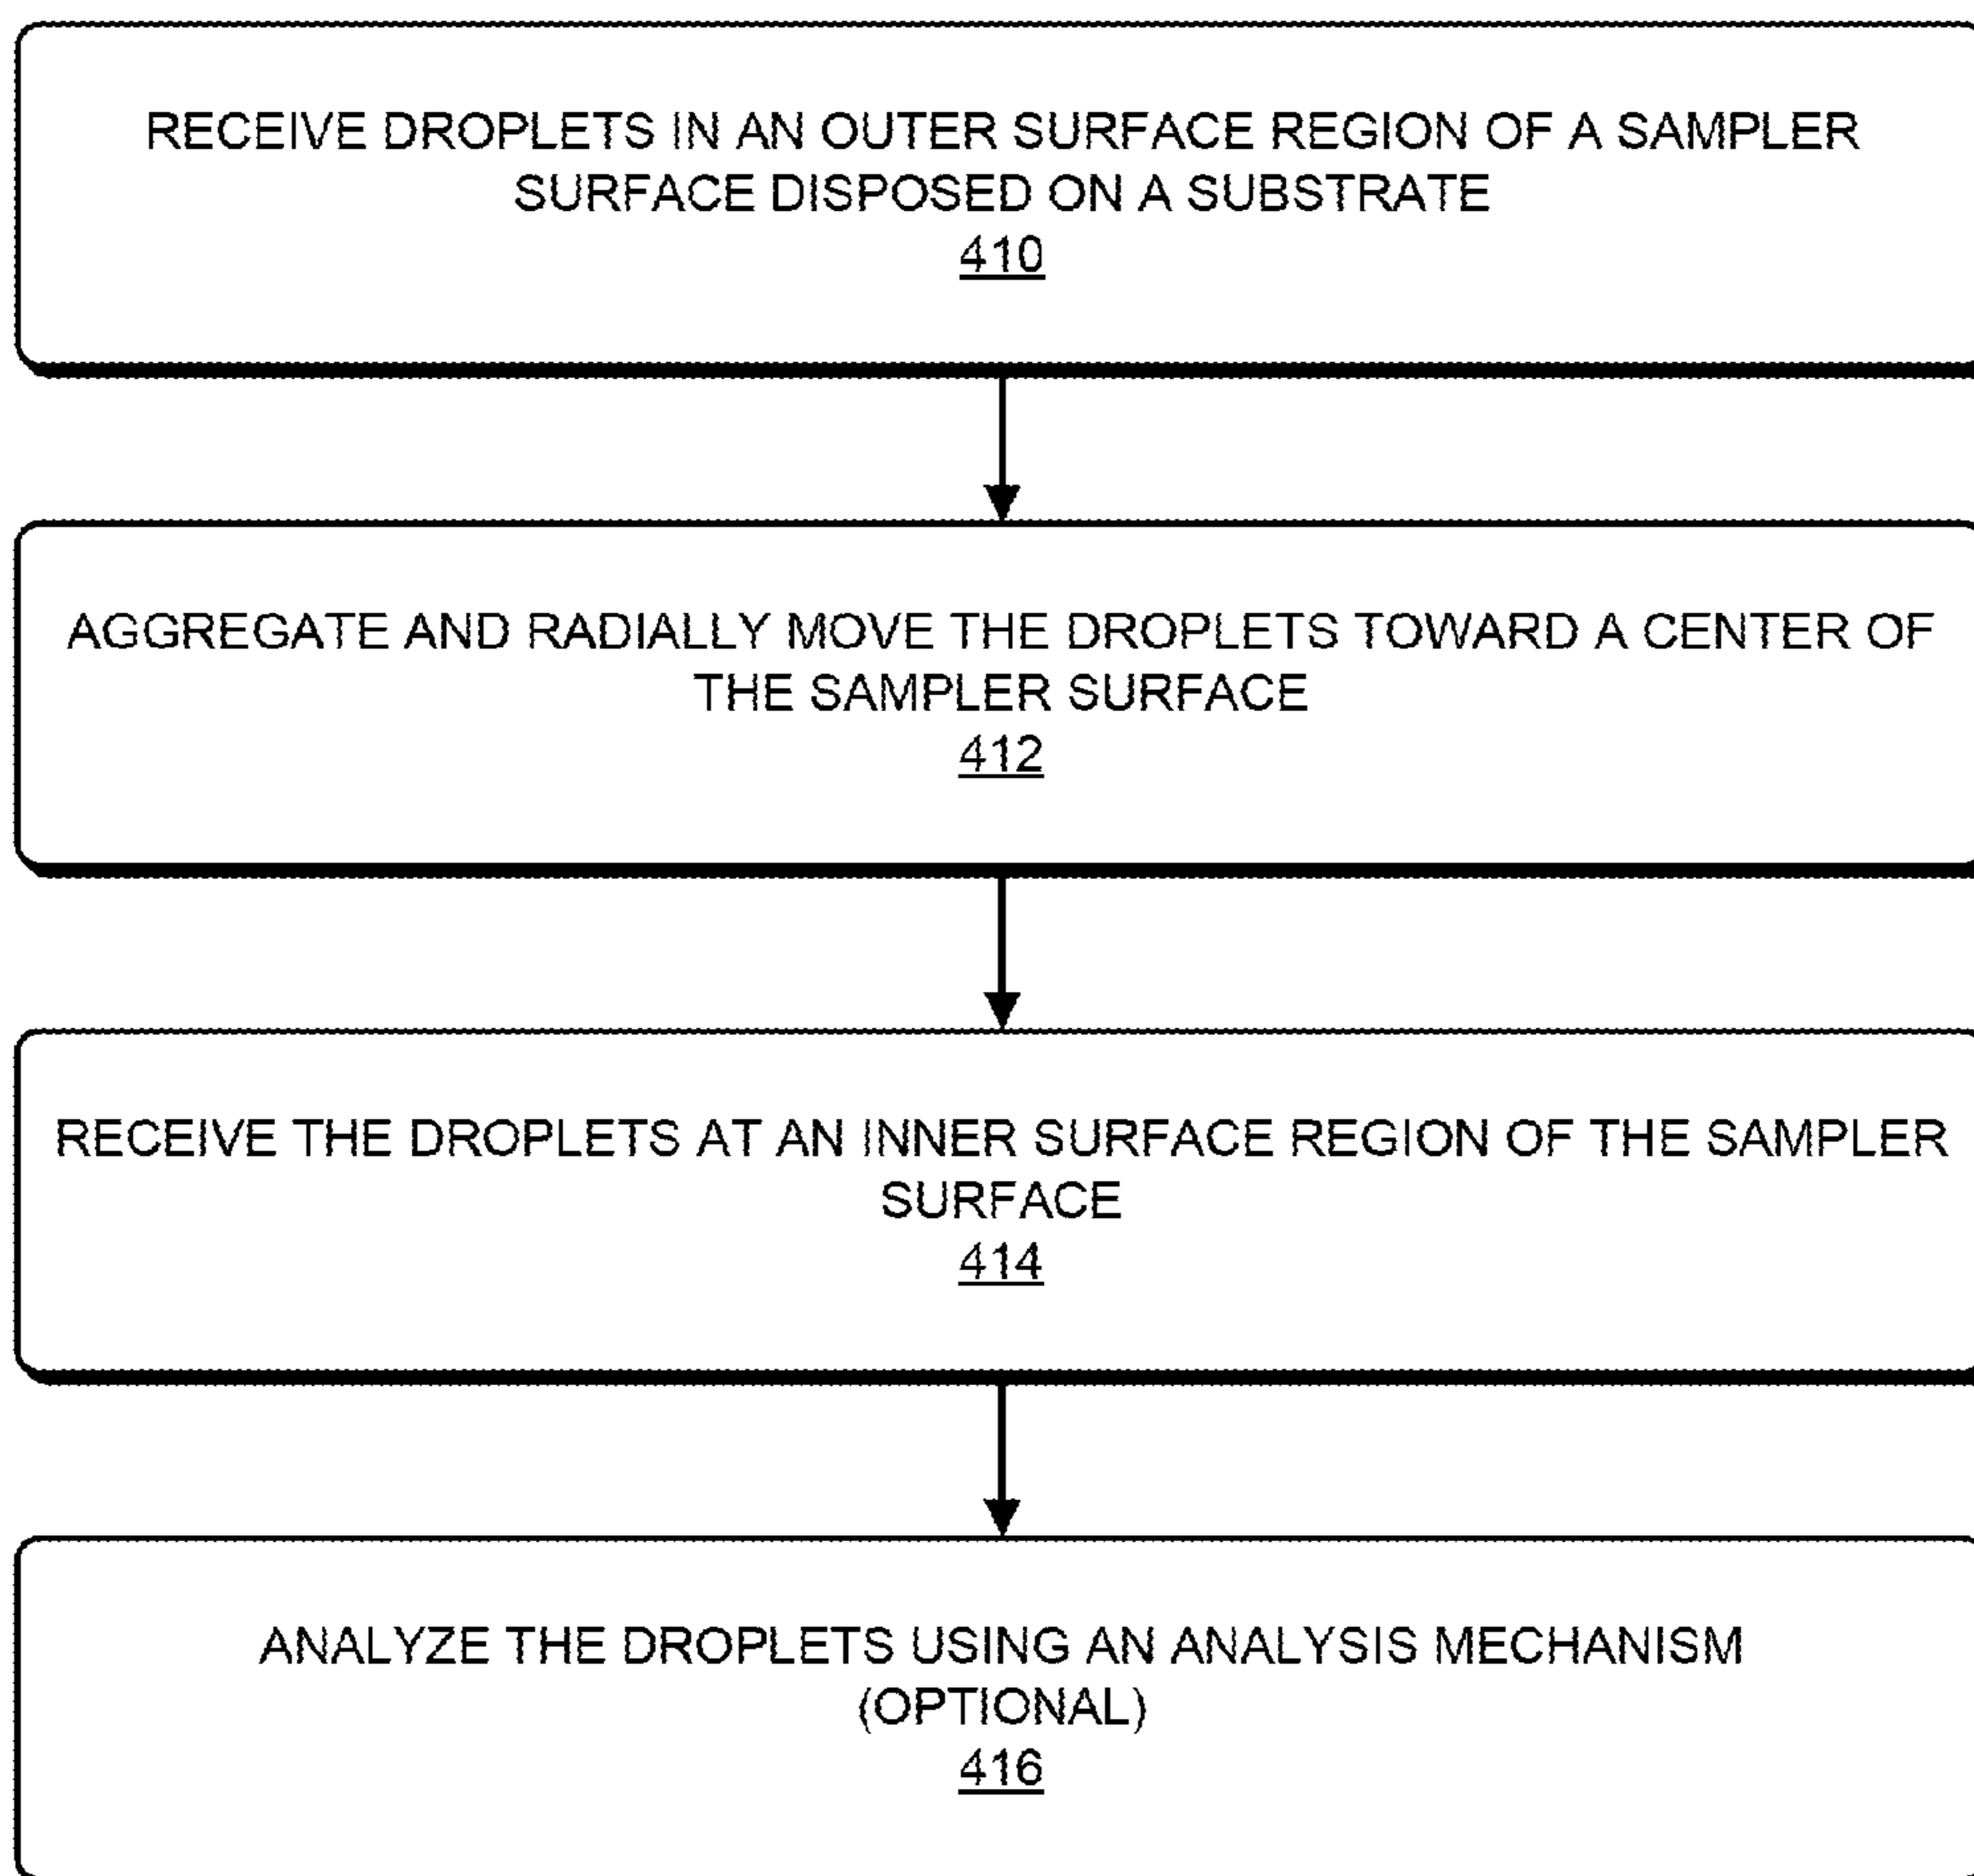 RECEIVE DROPLETS IN AN OUTER SURFACE REGION OF A SAMPLER
SURFACE DISPOSED ON A SUBSTRATE
410
AGGREGATE AND RADIALLY MOVE THE DROPLETS TOWARD A CENTER OF
THE SAMPLER SURFACE
412
RECEIVE THE DROPLETS AT AN INNER SURFACE REGION OF THE SAMPLER
SURFACE
414
ANALYZE THE DROPLETS USING AN ANALYSIS MECHANISM
(OPTIONAL)
416